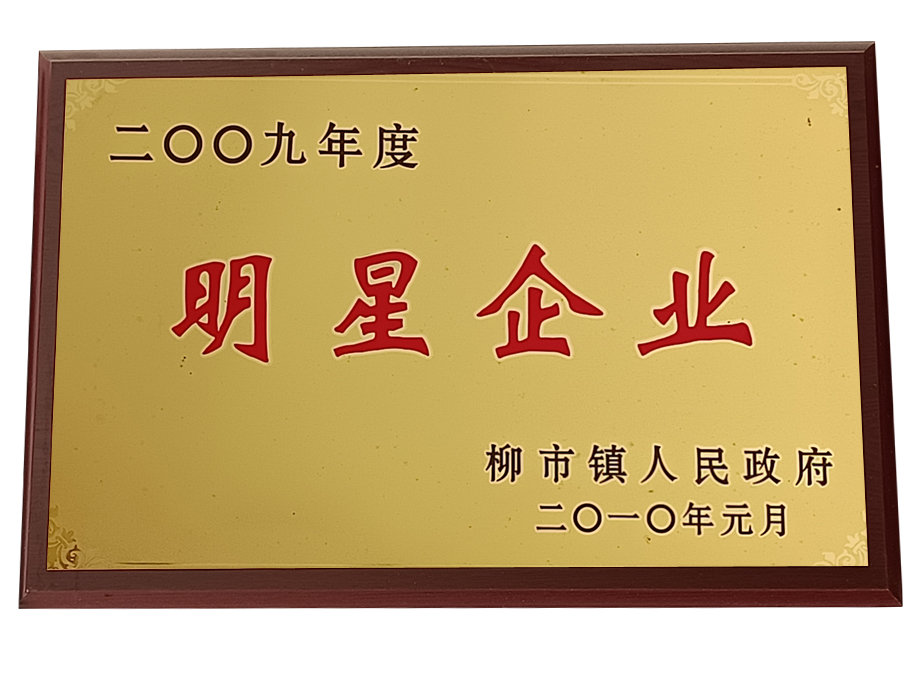 二〇〇九年度
明星企业
柳市镇人民政府
二〇一〇年元月